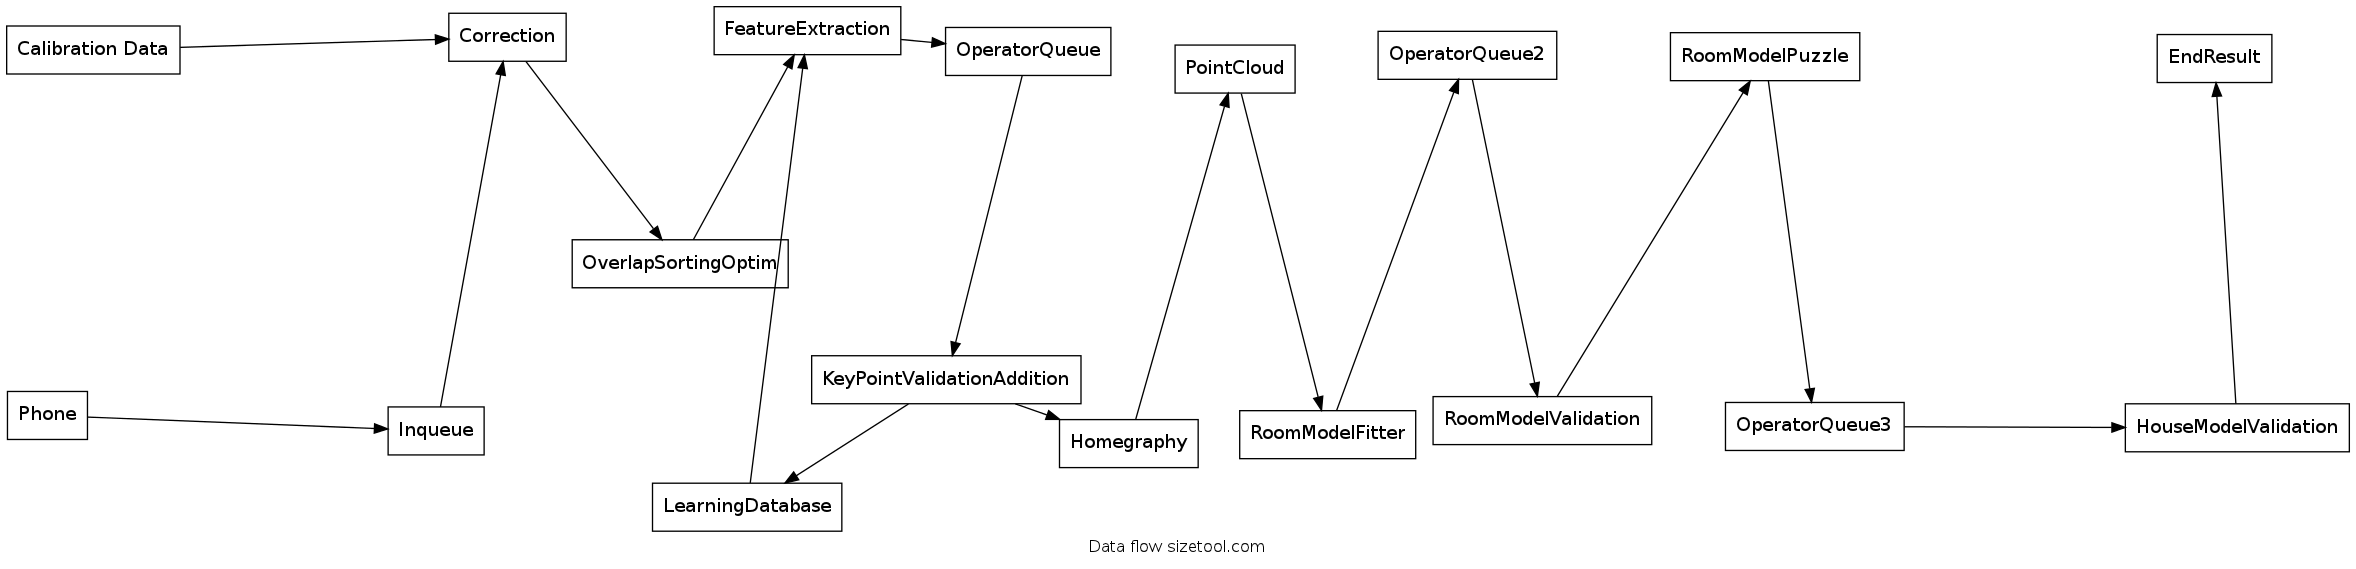 Calibration Data
Correction
FeatureExtraction
OperatorQueue
PointCloud
OperatorQueue2
RoomModelPuzzle
EndResult
OverlapSortingOptim
KeyPointValidationAddition
Phone
Inqueue
Homegraphy
RoomModelFitter
RoomModelValidation
OperatorQueue3
HouseModelValidation
LearningDatabase
Data flow sizetool.com